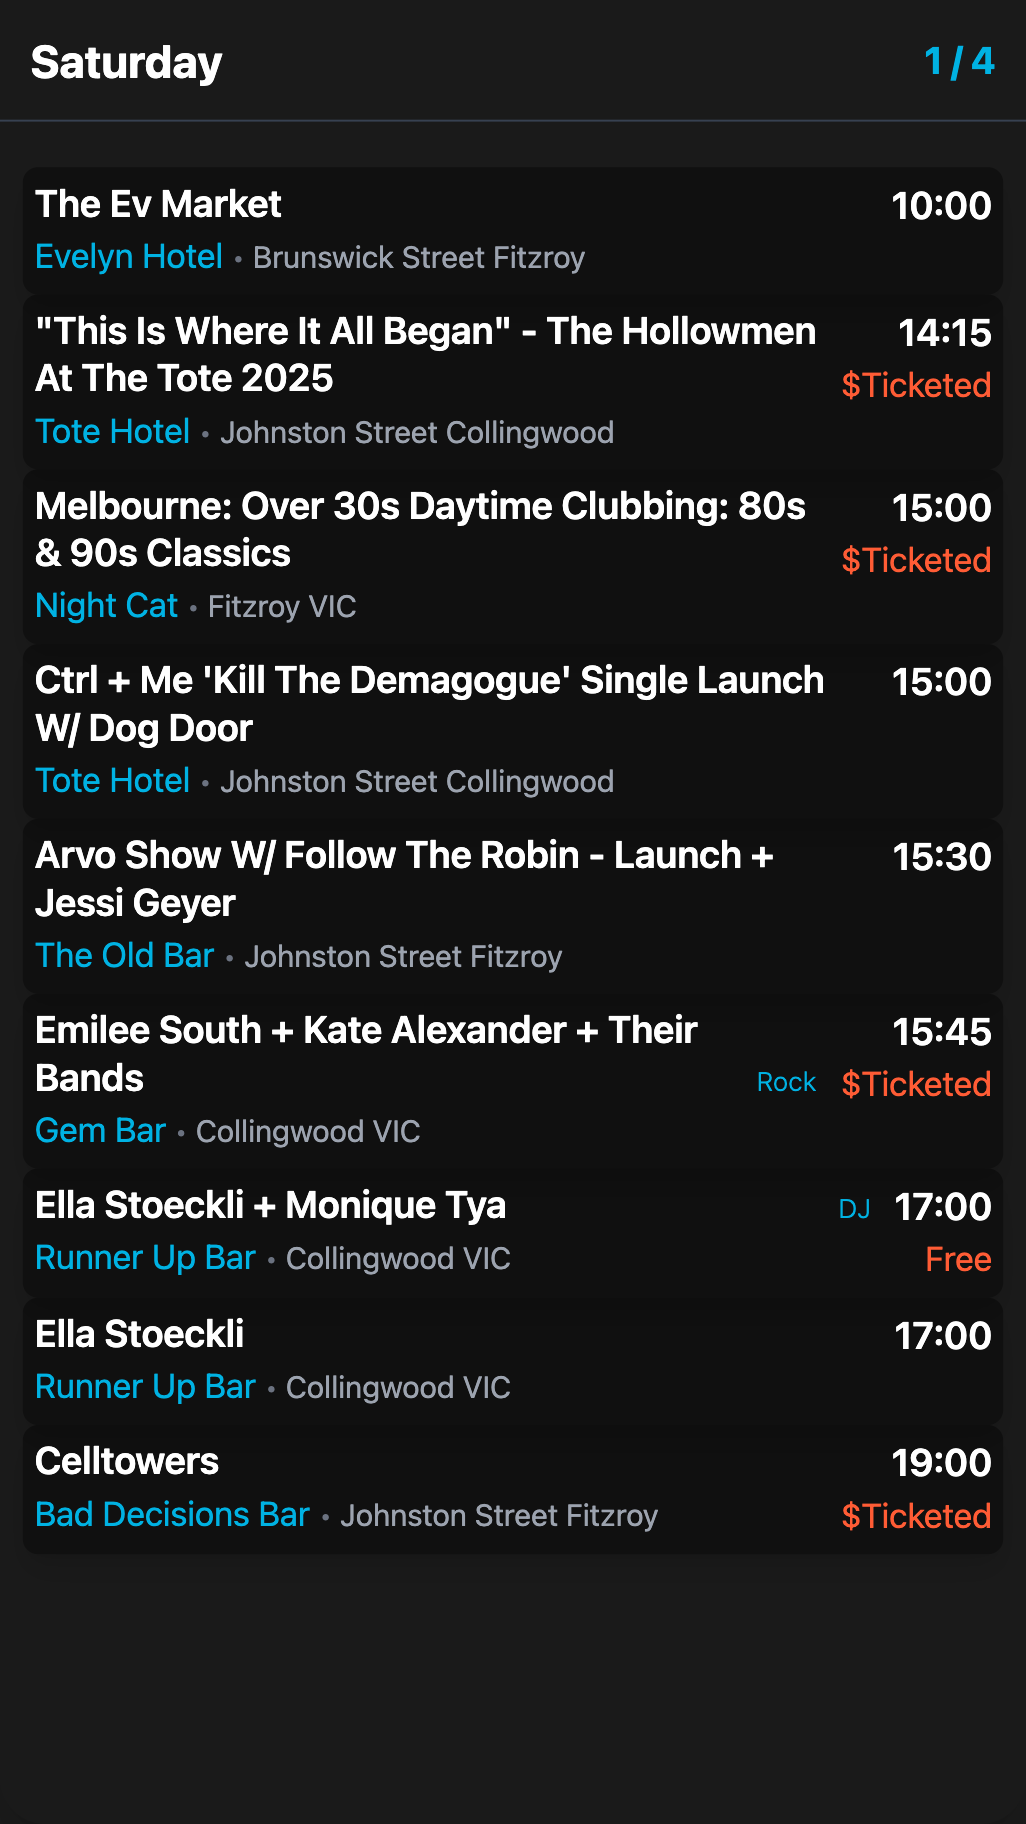 Saturday
1 / 4
The Ev Market
10:00
Evelyn Hotel • Brunswick Street Fitzroy
"This Is Where It All Began" - The Hollowmen
14:15
At The Tote 2025
$Ticketed
Tote Hotel • Johnston Street Collingwood
Melbourne: Over 30s Daytime Clubbing: 80s
15:00
& 90s Classics
$Ticketed
Night Cat • Fitzroy VIC
Ctrl + Me 'Kill The Demagogue' Single Launch
15:00
W/ Dog Door
Tote Hotel • Johnston Street Collingwood
Arvo Show W/ Follow The Robin - Launch +
15:30
Jessi Geyer
The Old Bar • Johnston Street Fitzroy
Emilee South + Kate Alexander + Their
15:45
Bands
Rock $Ticketed
Gem Bar • Collingwood VIC
Ella Stoeckli + Monique Tya
DJ 17:00
Runner Up Bar • Collingwood VIC
Free
Ella Stoeckli
17:00
Runner Up Bar • Collingwood VIC
Celltowers
19:00
Bad Decisions Bar • Johnston Street Fitzroy
$Ticketed